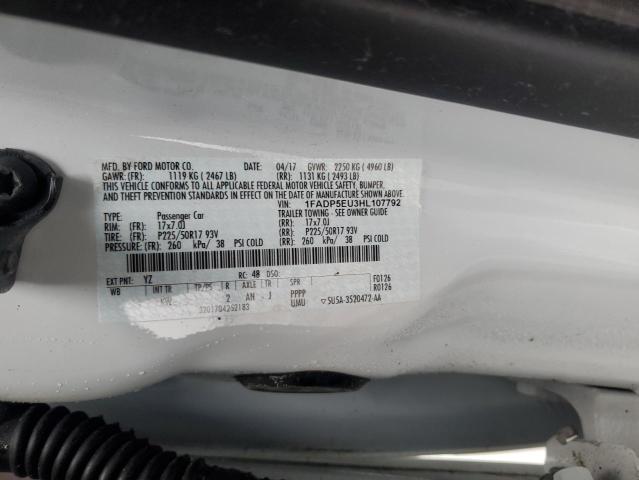 MFD. BY FORD MOTOR CO. DATE: 04/17 GVWR: 2250 KG ( 4960 LB)
GAWR: (FR): 1119 KG ( 2467 LB) (RR): 1131 KG ( 2493 LB)
THIS VEHICLE CONFORMS TO ALL APPLICABLE FEDERAL MOTOR VEHICLE SAFETY, BUMPER,
AND THEFT PREVENTION STANDARDS IN EFFECT ON THE DATE OF MANUFACTURE SHOWN ABOVE.
VIN: 1FADP5EU3HL107792
TYPE: Passenger Car TRAILER TOWING - SEE OWNER GUIDE
RIM: (FR): 17x7.0J (RR): 17x7.0J
TIRE: (FR): P225/50R17 93V (RR): P225/50R17 93V
PRESSURE: (FR): 260 kPa/ 38 PSI COLD (RR): 260 kPa/ 38 PSI COLD
EXT PNT: YZ RC: 48 DSO: F0126
WB INT TR TP/PS R AXLE TR SPR R0126
KW 2 AN J PPPP
UMU ▽5U5A-3520472-AA
3201704262183